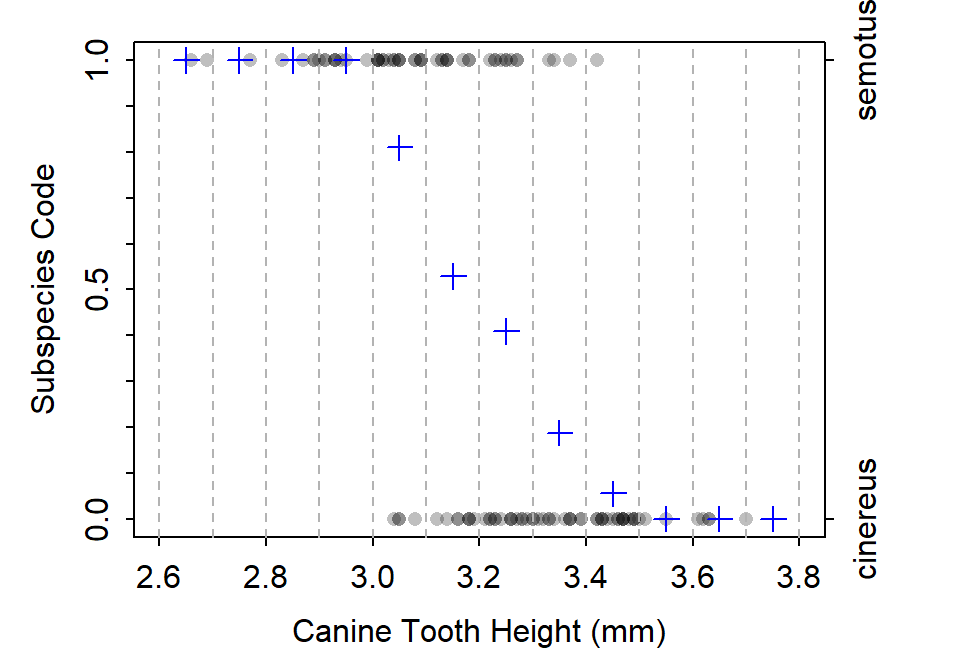 semotus
1.0
0.5
0.0
Subspecies Code
cinereus
2.6 2.8 3.0 3.2 3.4 3.6 3.8
Canine Tooth Height (mm)